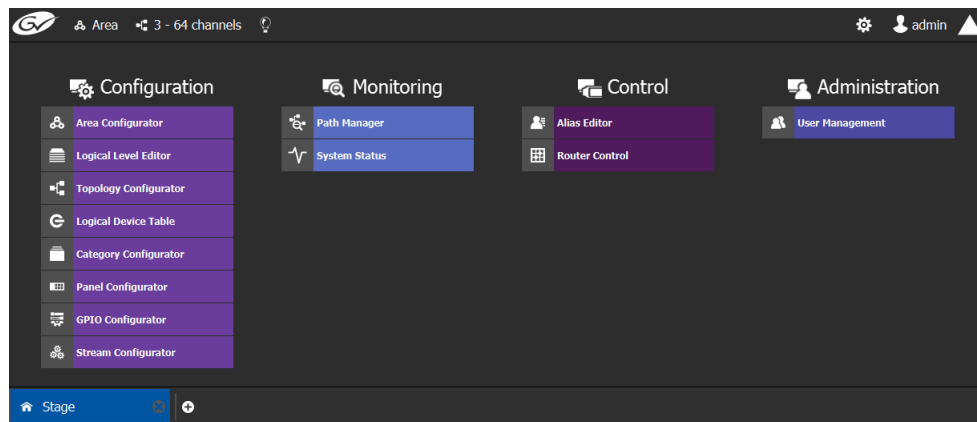 GV Area 3 - 64 channels admin
Configuration Monitoring Control Administration
Area Configurator Path Manager Alias Editor User Management
Logical Level Editor System Status Router Control
Topology Configurator
Logical Device Table
Category Configurator
Panel Configurator
GPIO Configurator
Stream Configurator
Stage